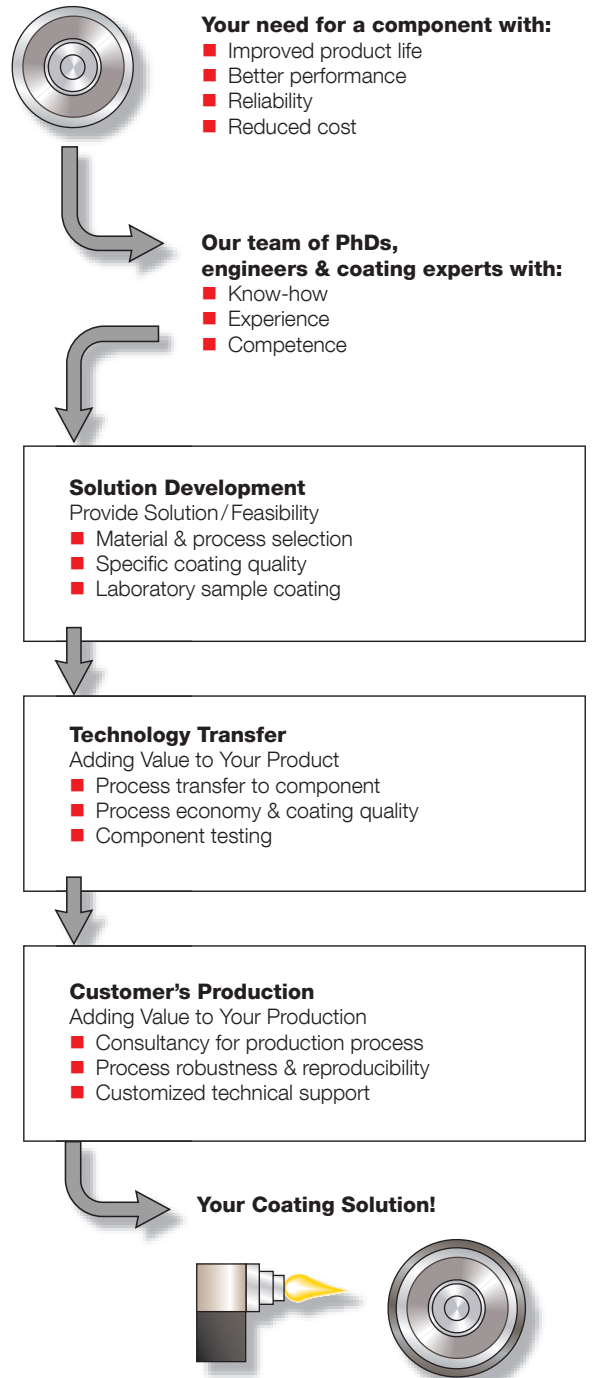 Your need for a component with:
Improved product life
Better performance
Reliability
Reduced cost
Our team of PhDs,
engineers & coating experts with:
Know-how
Experience
Competence
Solution Development
Provide Solution/Feasibility
Material & process selection
Specific coating quality
Laboratory sample coating
Technology Transfer
Adding Value to Your Product
Process transfer to component
Process economy & coating quality
Component testing
Customer's Production
Adding Value to Your Production
Consultancy for production process
Process robustness & reproducibility
Customized technical support
Your Coating Solution!